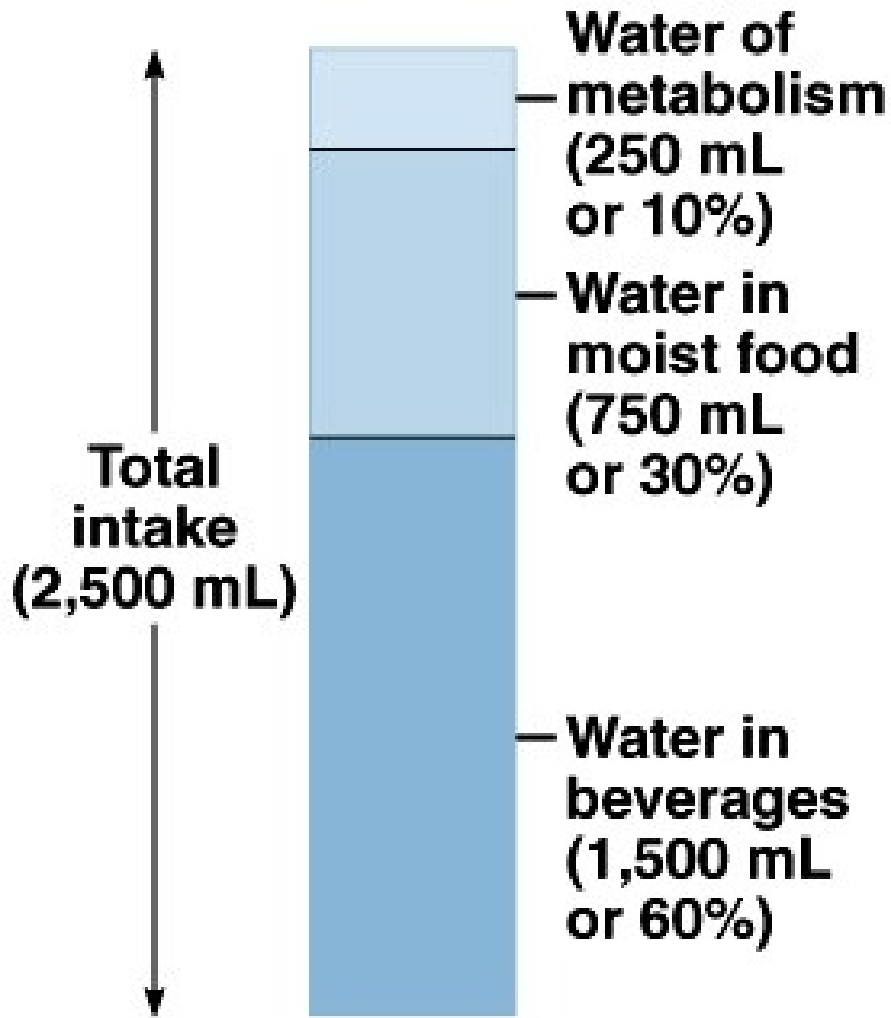 Water of
metabolism
(250 mL
or 10%)
Water in
moist food
(750 mL
or 30%)
Total
intake
(2,500 mL)
Water in
beverages
(1,500 mL
or 60%)